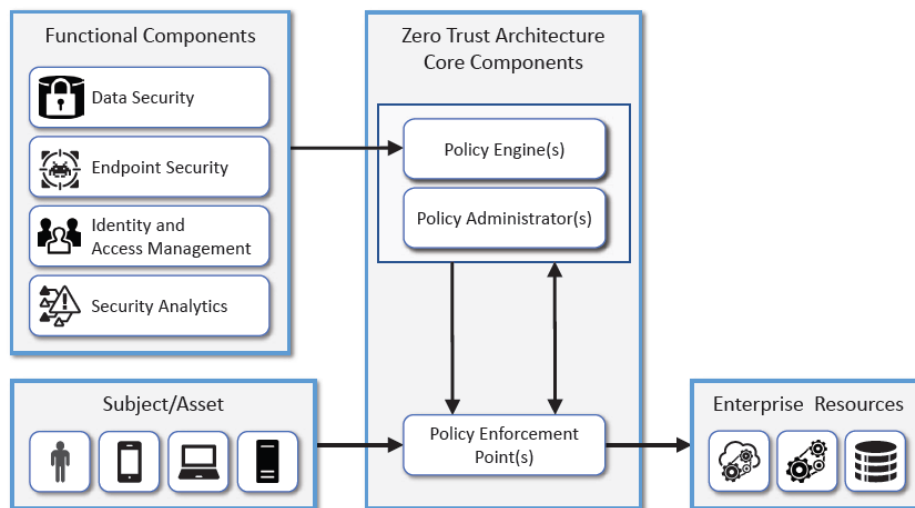 Functional Components
Data Security
Endpoint Security
Identity and
Access Management
Security Analytics
Zero Trust Architecture
Core Components
Policy Engine(s)
Policy Administrator(s)
Subject/Asset
Policy Enforcement
Point(s)
Enterprise Resources